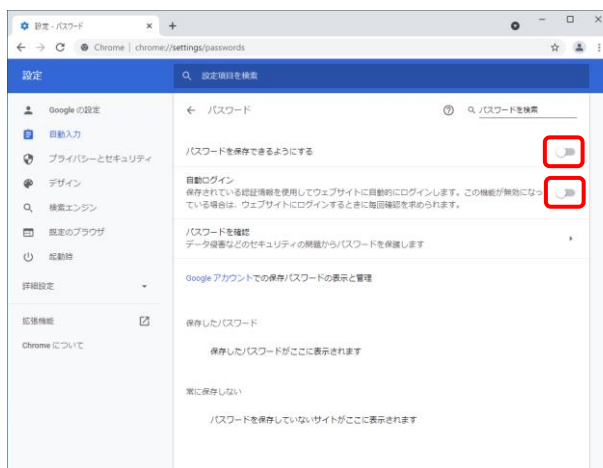 設定 - パスワード
Chrome | chrome://settings/passwords
設定
設定項目を検索
Google の設定
自動入力
プライバシーとセキュリティ
デザイン
検索エンジン
既定のブラウザ
起動時
詳細設定
拡張機能
Chrome について
パスワード
パスワードを検索
パスワードを保存できるようにする
自動ログイン
保存されている認証情報を使用してウェブサイトに自動的にログインします。この機能が無効になっ
ている場合は、ウェブサイトにログインするときに毎回確認を求められます。
パスワードを確認
データ侵害などのセキュリティの問題からパスワードを保護します
Google アカウントでの保存パスワードの表示と管理
保存したパスワード
保存したパスワードがここに表示されます
常に保存しない
パスワードを保存していないサイトがここに表示されます